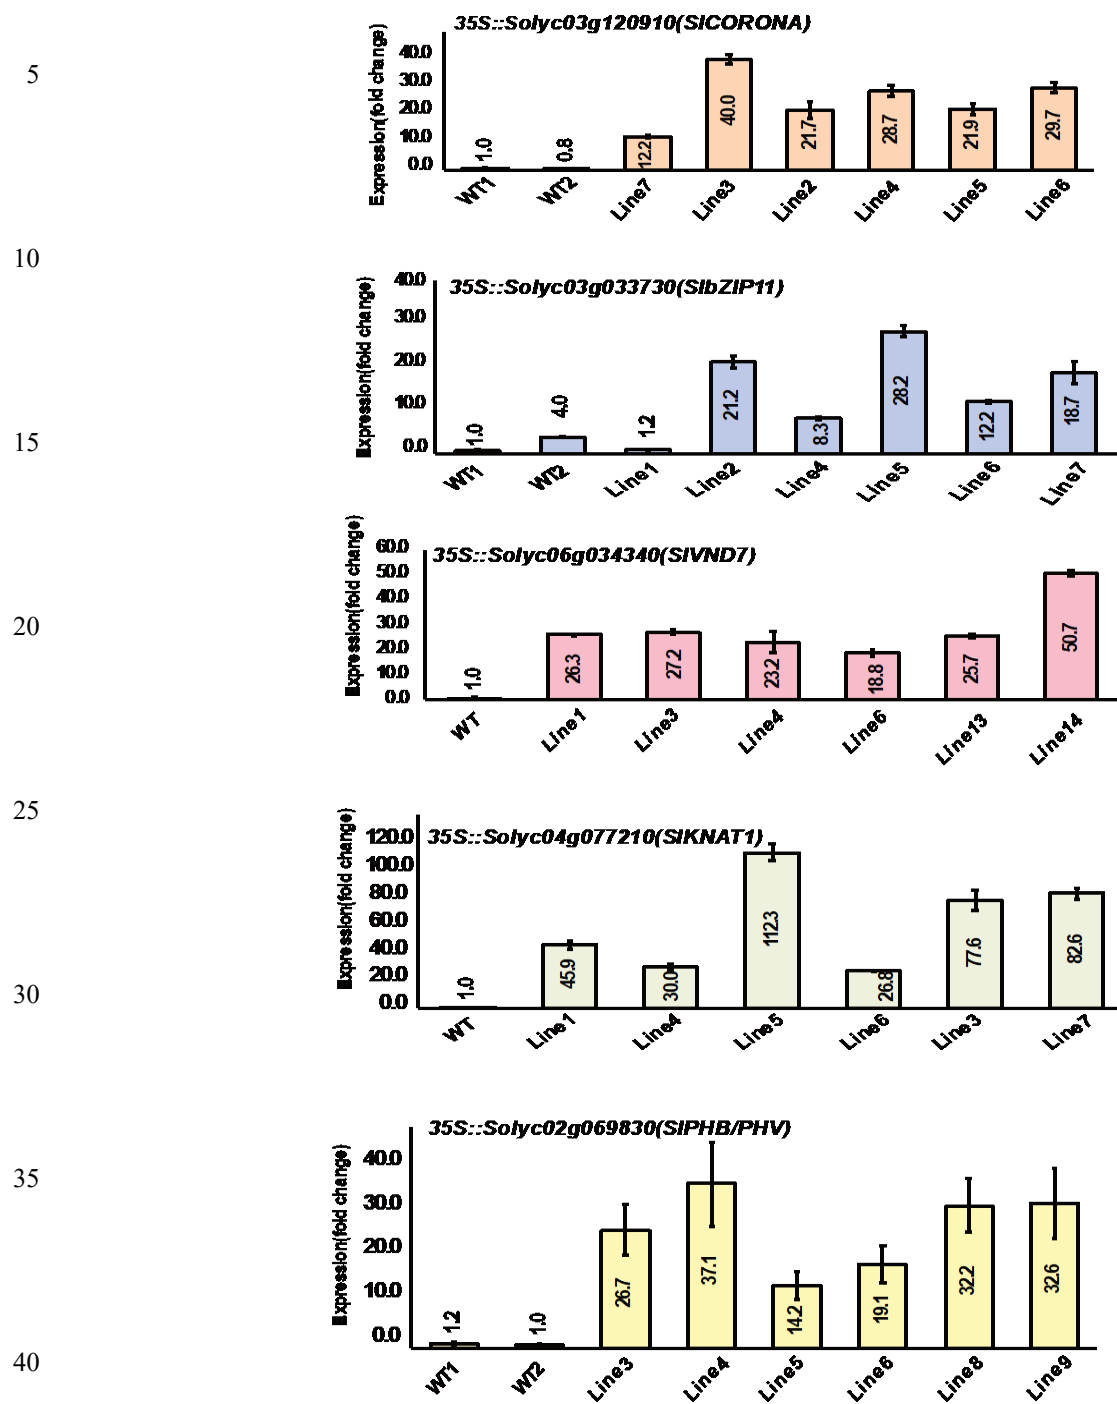 35S::Solyc03g120910(SlCORONA)
Expression(fold change)
40.0
30.0
20.0
10.0
0.0
1.0
0.8
12.2
40.0
21.7
28.7
21.9
29.7
WT1
WT2
Line7
Line3
Line2
Line4
Line5
Line6
5
10
35S::Solyc03g033730(SlbZIP11)
Expression(fold change)
40.0
30.0
20.0
10.0
0.0
1.0
4.0
1.2
21.2
8.3
28.2
12.2
18.7
WT1
WT2
Line1
Line2
Line4
Line5
Line6
Line7
15
35S::Solyc06g034340(SlVND7)
Expression(fold change)
60.0
50.0
40.0
30.0
20.0
10.0
0.0
1.0
26.3
27.2
23.2
18.8
25.7
50.7
WT
Line1
Line3
Line4
Line6
Line13
Line14
20
25
35S::Solyc04g077210(SlKNAT1)
Expression(fold change)
120.0
100.0
80.0
60.0
40.0
20.0
0.0
1.0
45.9
30.0
112.3
26.8
77.6
82.6
WT
Line1
Line4
Line5
Line6
Line3
Line7
30
35S::Solyc02g069830(SlPHB/PHV)
Expression(fold change)
40.0
30.0
20.0
10.0
0.0
1.2
1.0
26.7
37.1
14.2
19.1
32.2
32.6
WT1
WT2
Line3
Line4
Line5
Line6
Line8
Line9
35
40